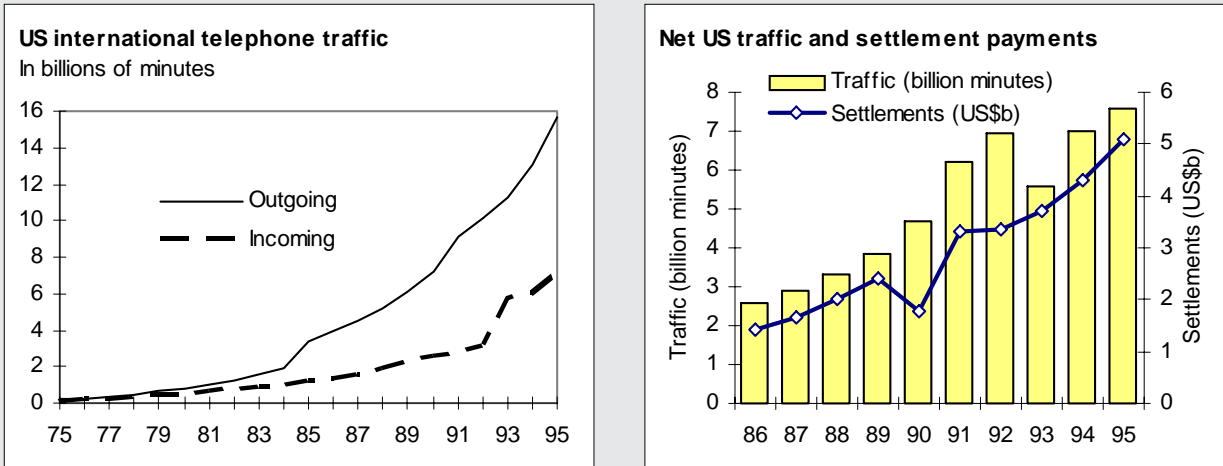 US international telephone traffic
In billions of minutes
16
14
12
10
8
6
4
2
0
Outgoing
Incoming
75 77 79 81 83 85 87 89 91 93 95
Net US traffic and settlement payments
Traffic (billion minutes)
Settlements (US$b)
Traffic (billion minutes)
8
7
6
5
4
3
2
1
0
6
5
4
3
2
1
0
Settlements (US$b)
86 87 88 89 90 91 92 93 94 95